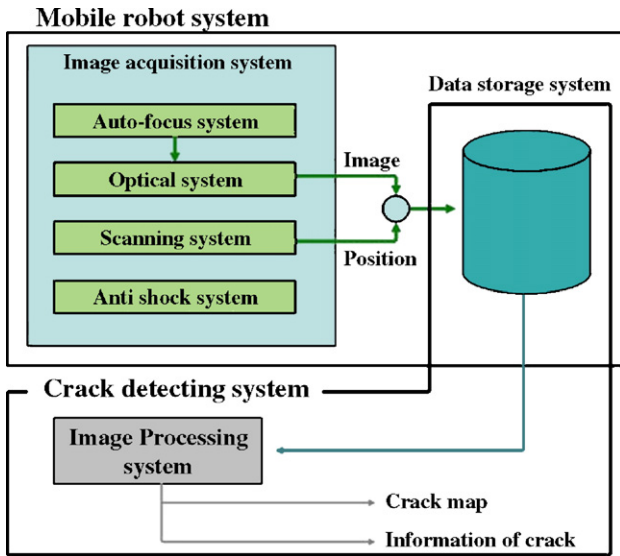 Mobile robot system
Image acquisition system
Data storage system
Auto-focus system
Optical system
Image
Scanning system
Position
Anti shock system
Crack detecting system
Image Processing
system
Crack map
Information of crack